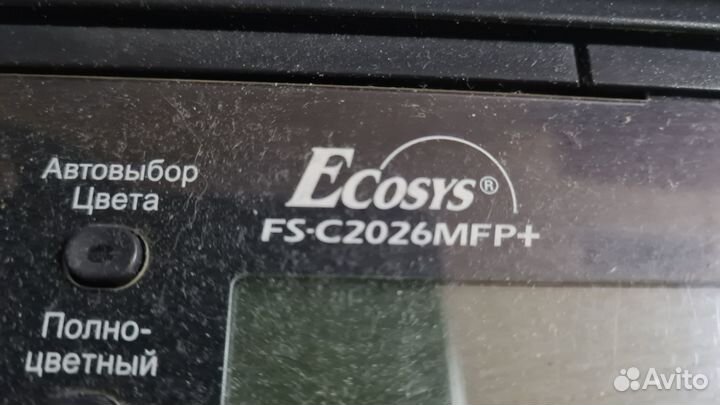 Автовыбор
Цвета
ECOSYS®
FS-C2026MFP+
Полно-
цветный
Avito